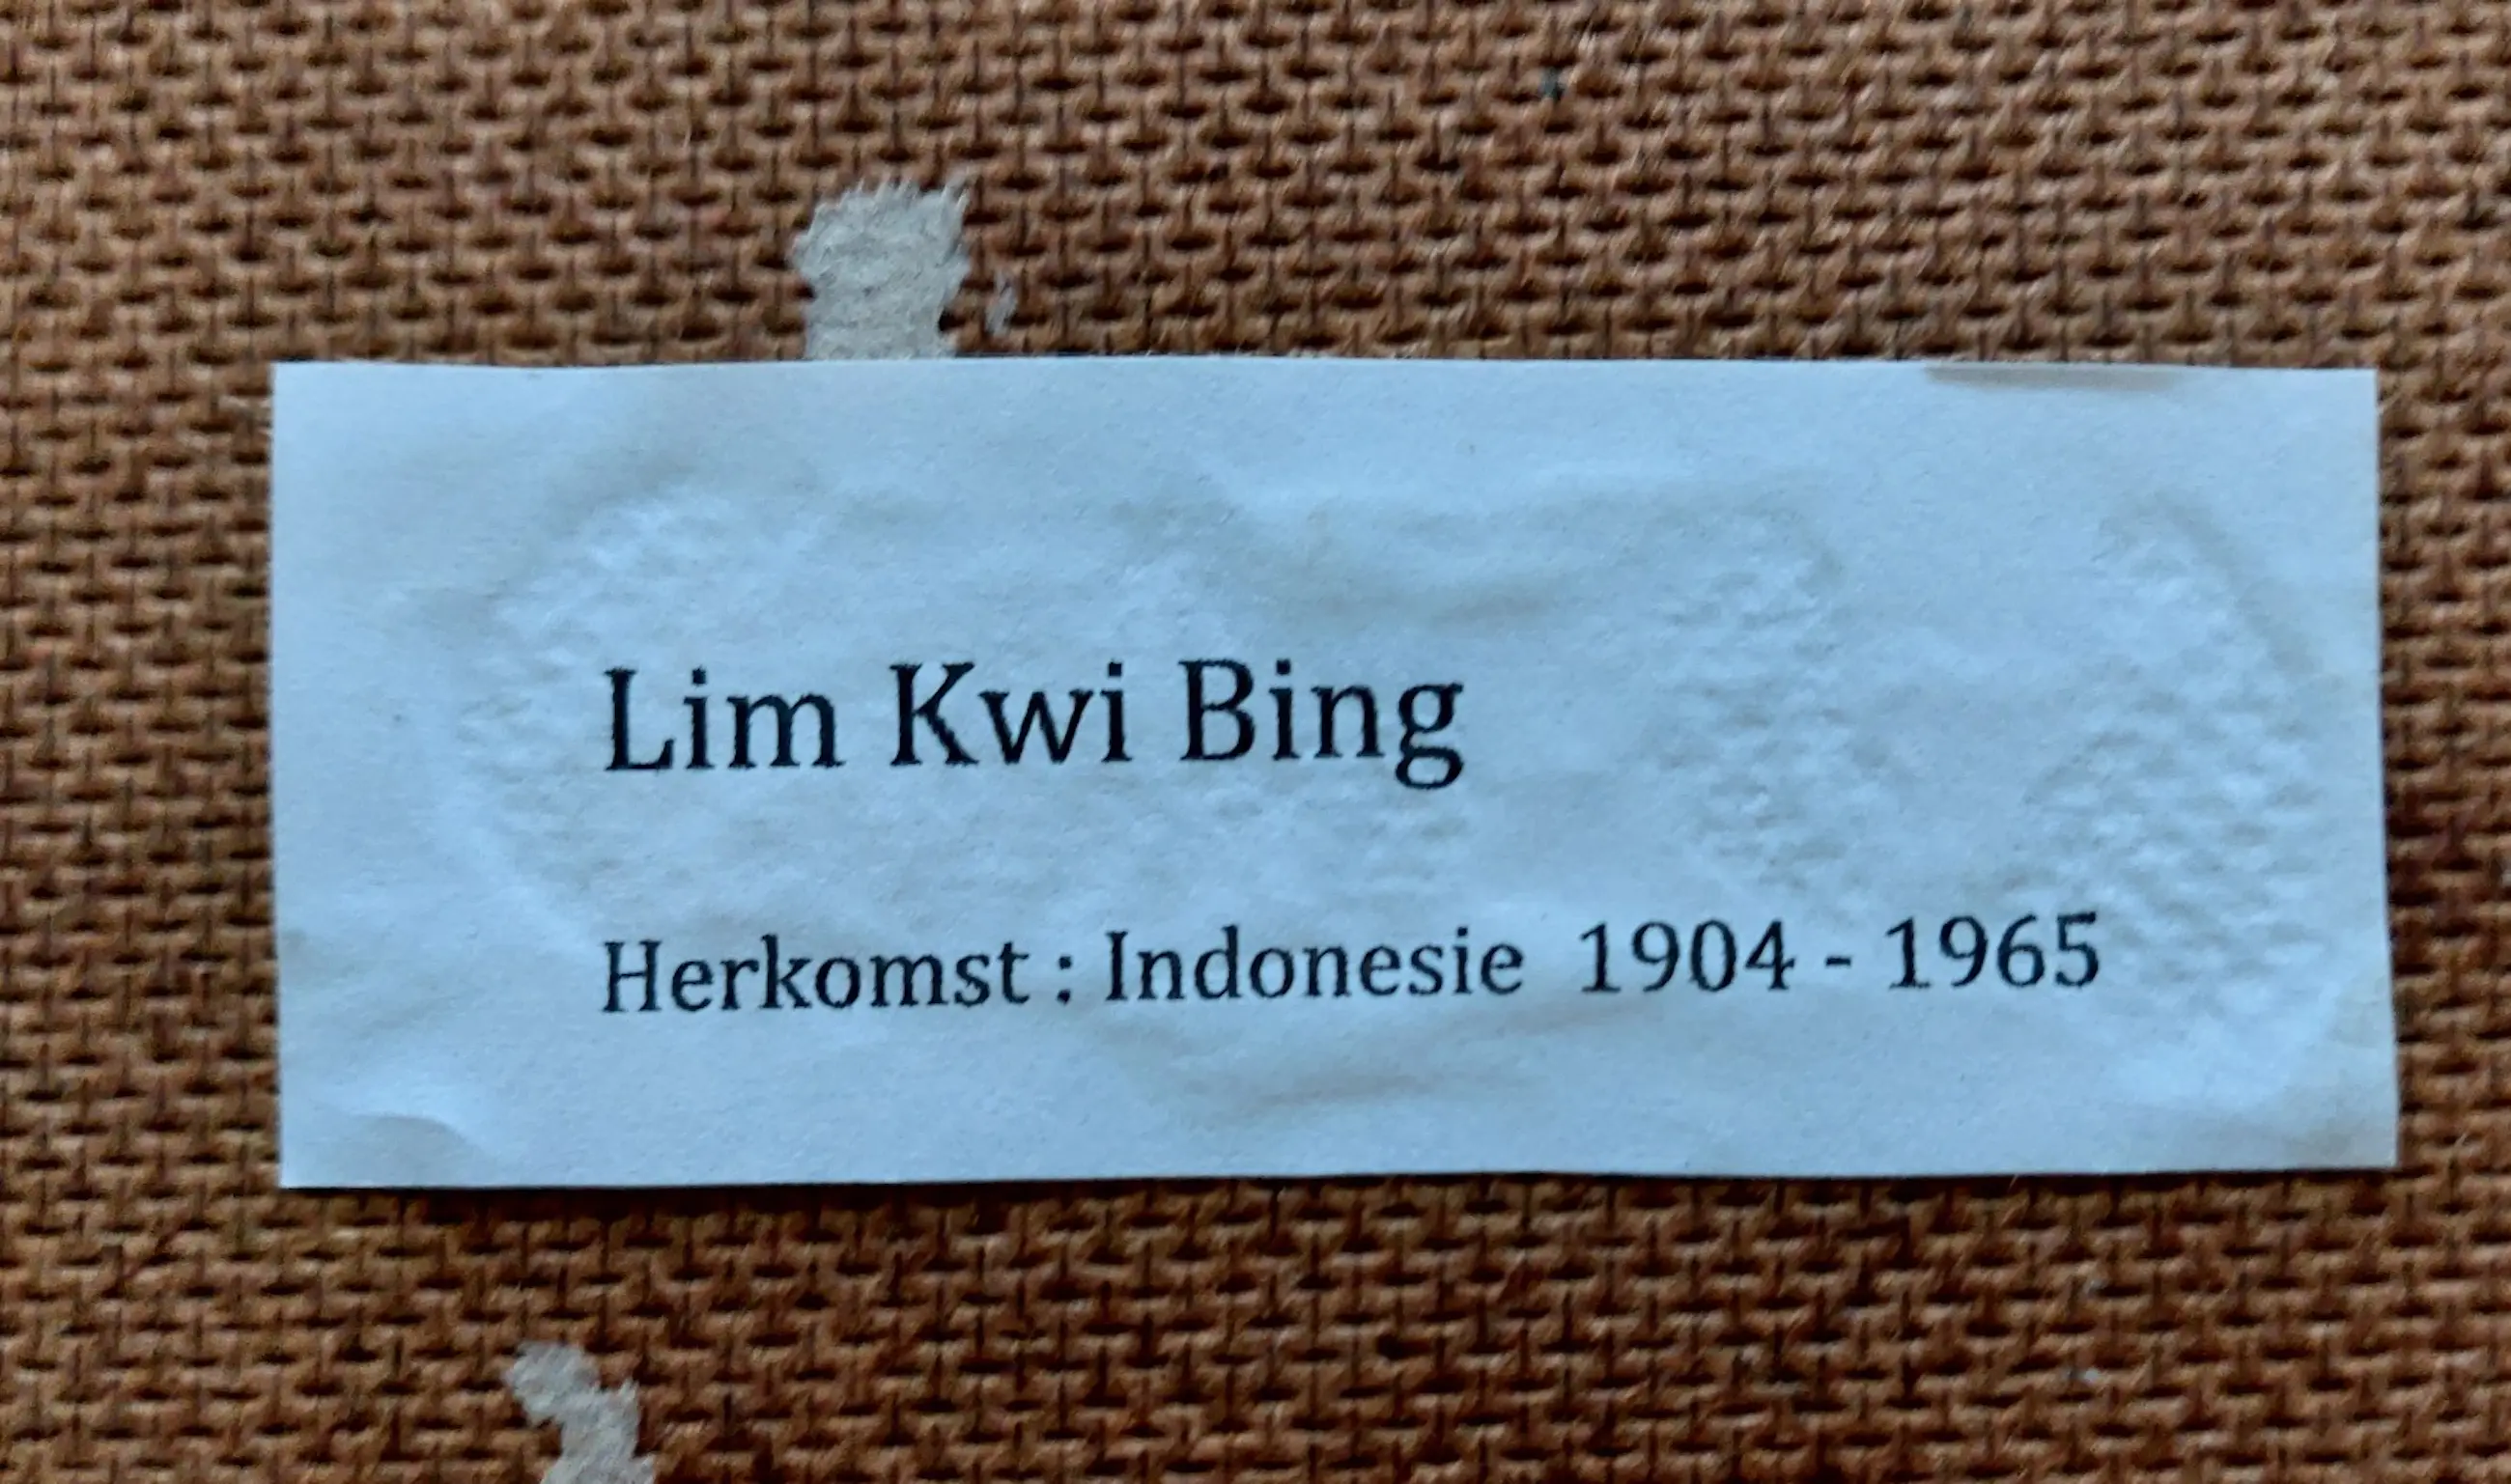 Lim Kwi Bing
Herkomst : Indonesie 1904 - 1965